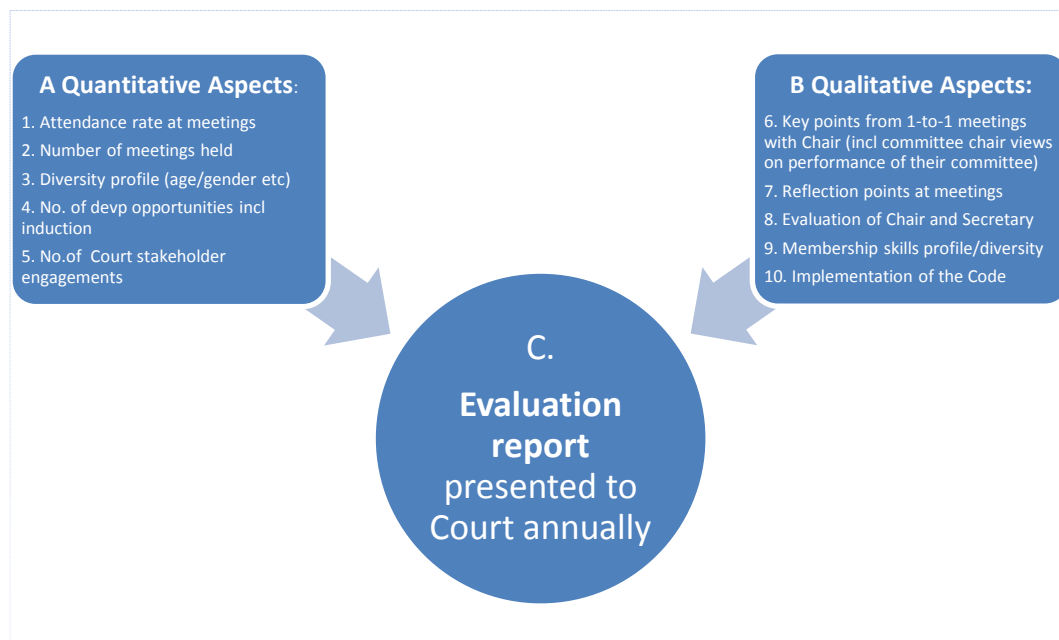 A Quantitative Aspects:
1. Attendance rate at meetings
2. Number of meetings held
3. Diversity profile (age/gender etc)
4. No. of devp opportunities incl
induction
5. No.of Court stakeholder
engagements
B Qualitative Aspects:
6. Key points from 1-to-1 meetings
with Chair (incl committee chair views
on performance of their committee)
7. Reflection points at meetings
8. Evaluation of Chair and Secretary
9. Membership skills profile/diversity
10. Implementation of the Code
C.
Evaluation
report
presented to
Court annually